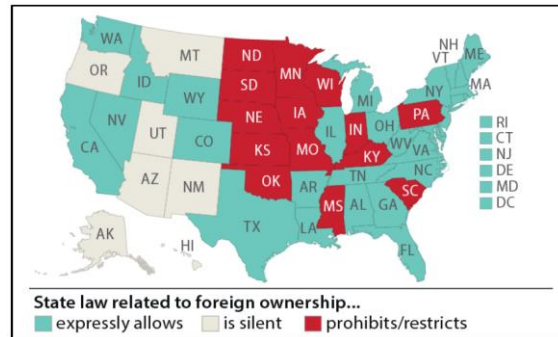 WA
MT
ND
MN
OR
ID
SD
WI
WY
MI
NH
VT
ME
NY
MA
NV
UT
CO
NE
IA
IL
IN
OH
PA
CA
KS
MO
KY
WV
VA
AZ
NM
OK
AR
TN
NC
SC
TX
LA
MS
AL
GA
FL
AK
HI
RI
CT
NJ
DE
MD
DC
State law related to foreign ownership...
expressly allows is silent prohibits/restricts